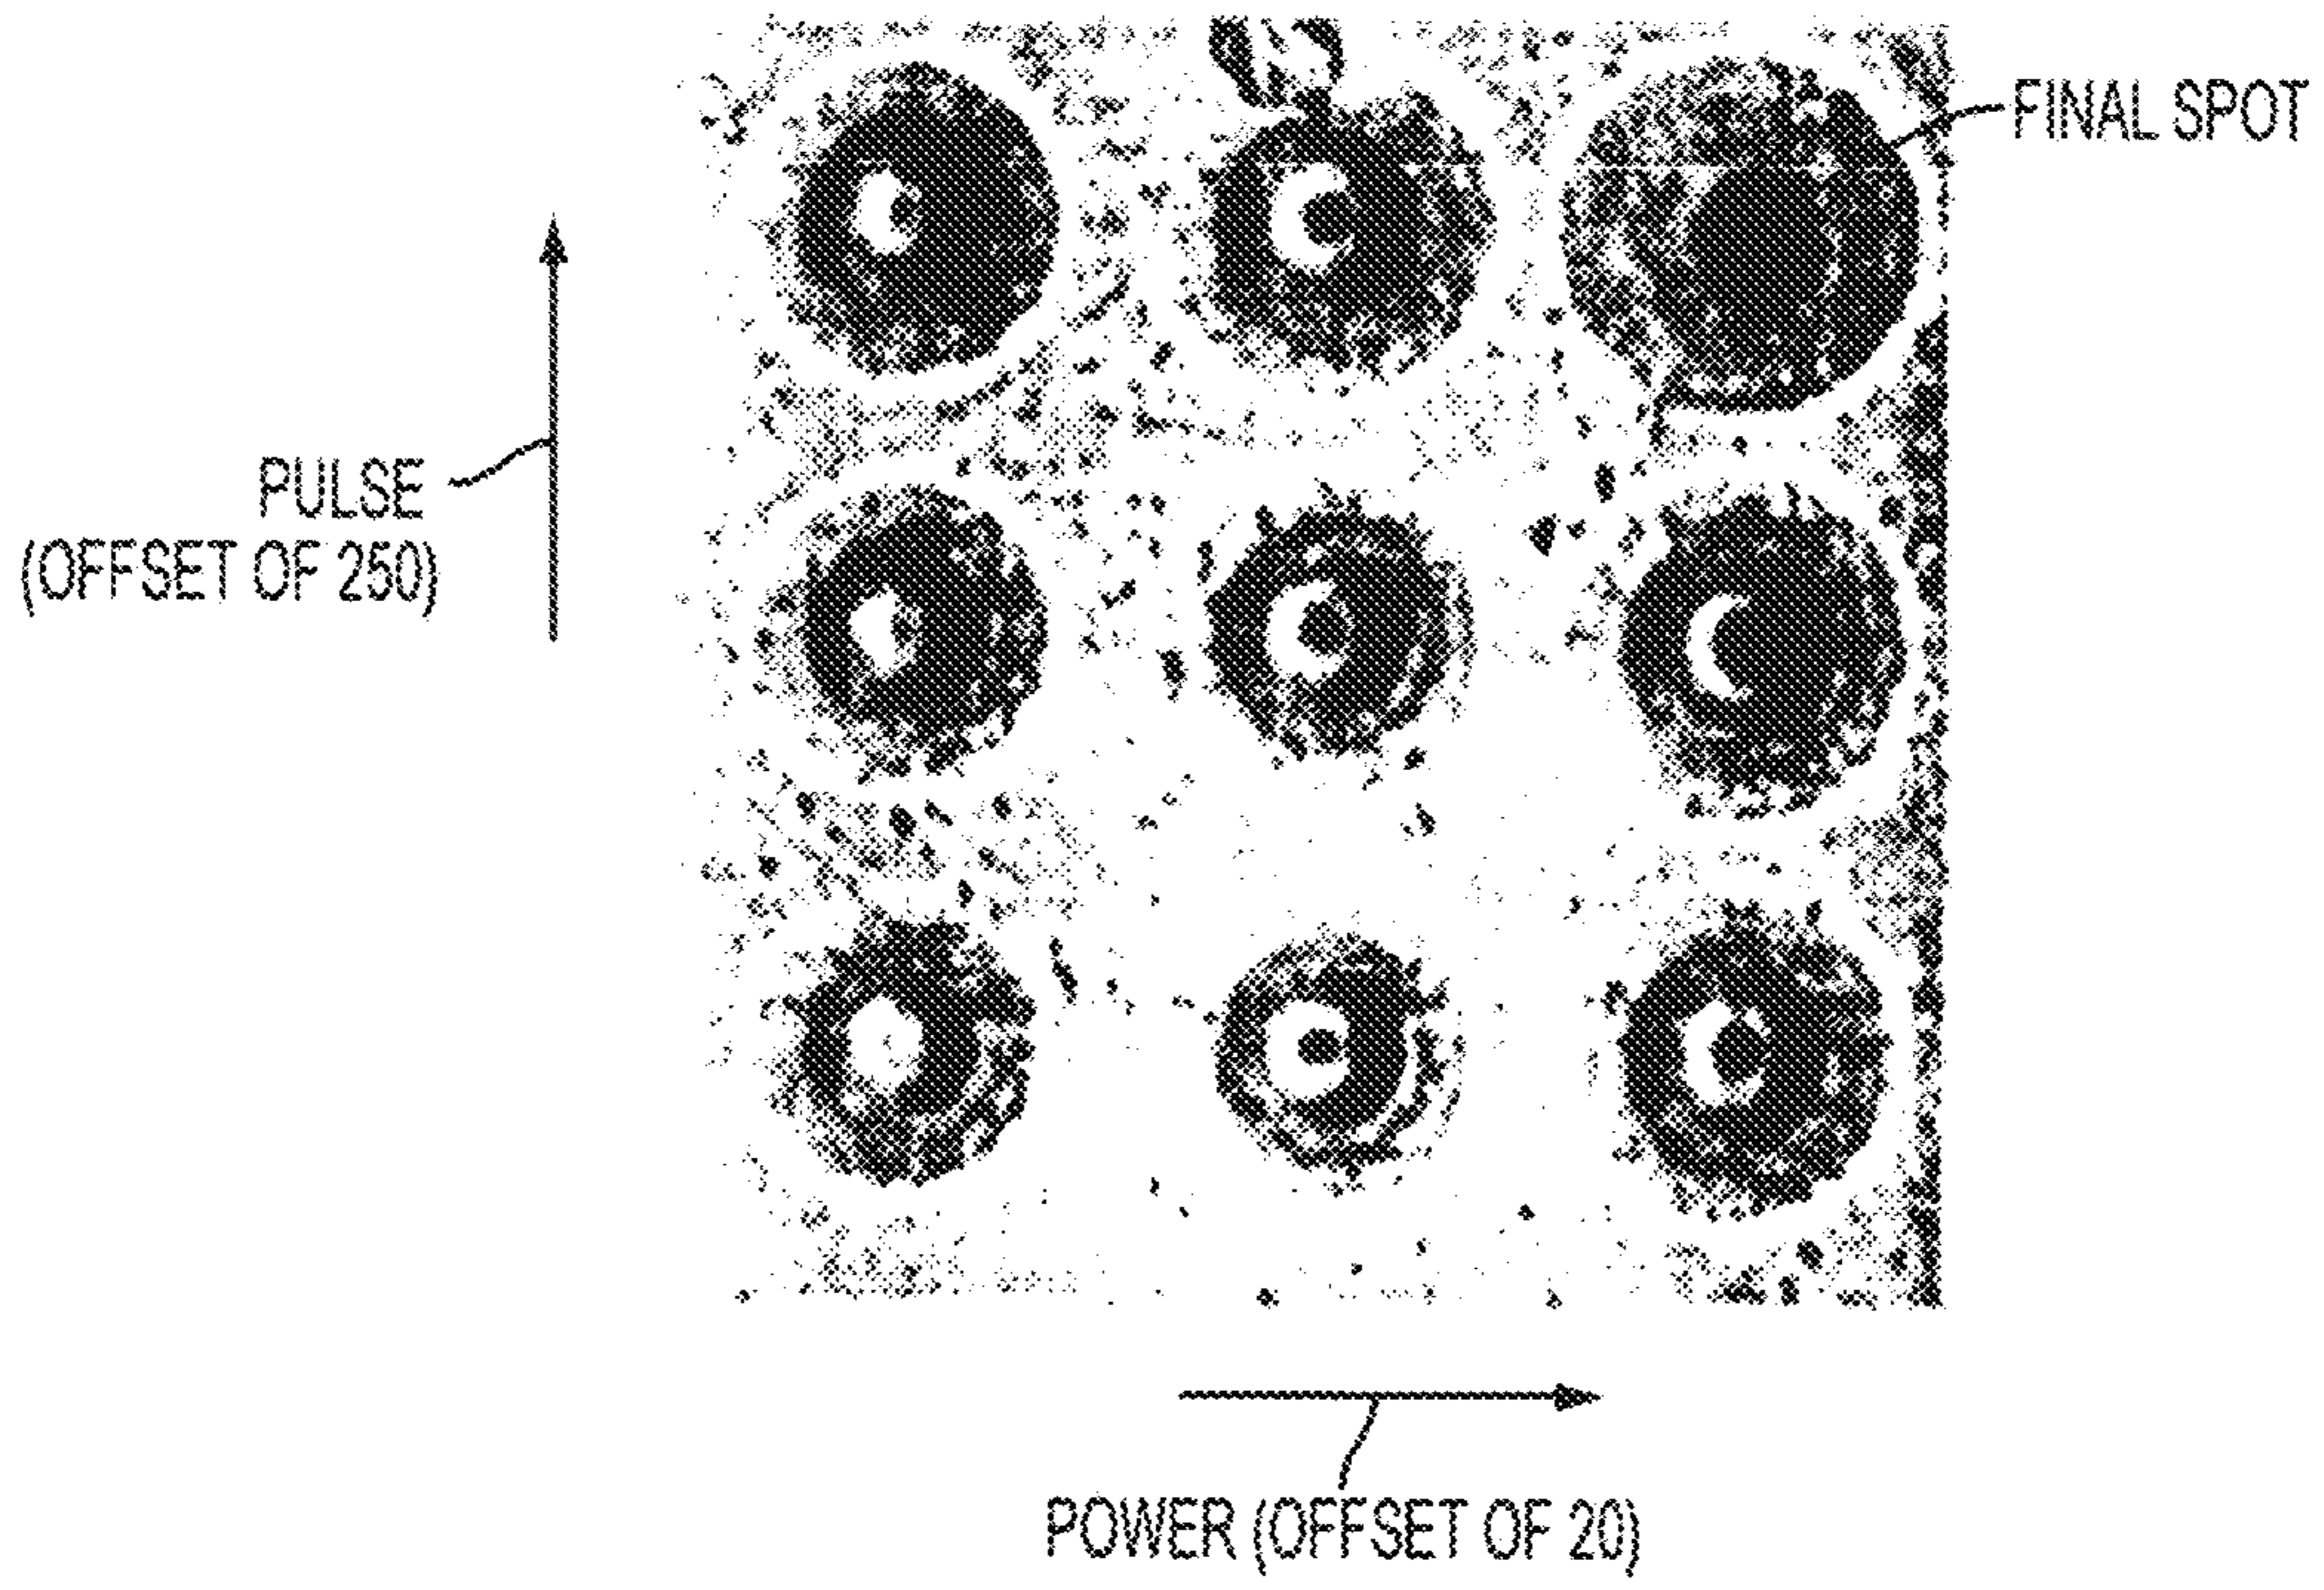 FINAL SPOT
PULSE
(OFFSET OF 250)
POWER (OFFSET OF 20)